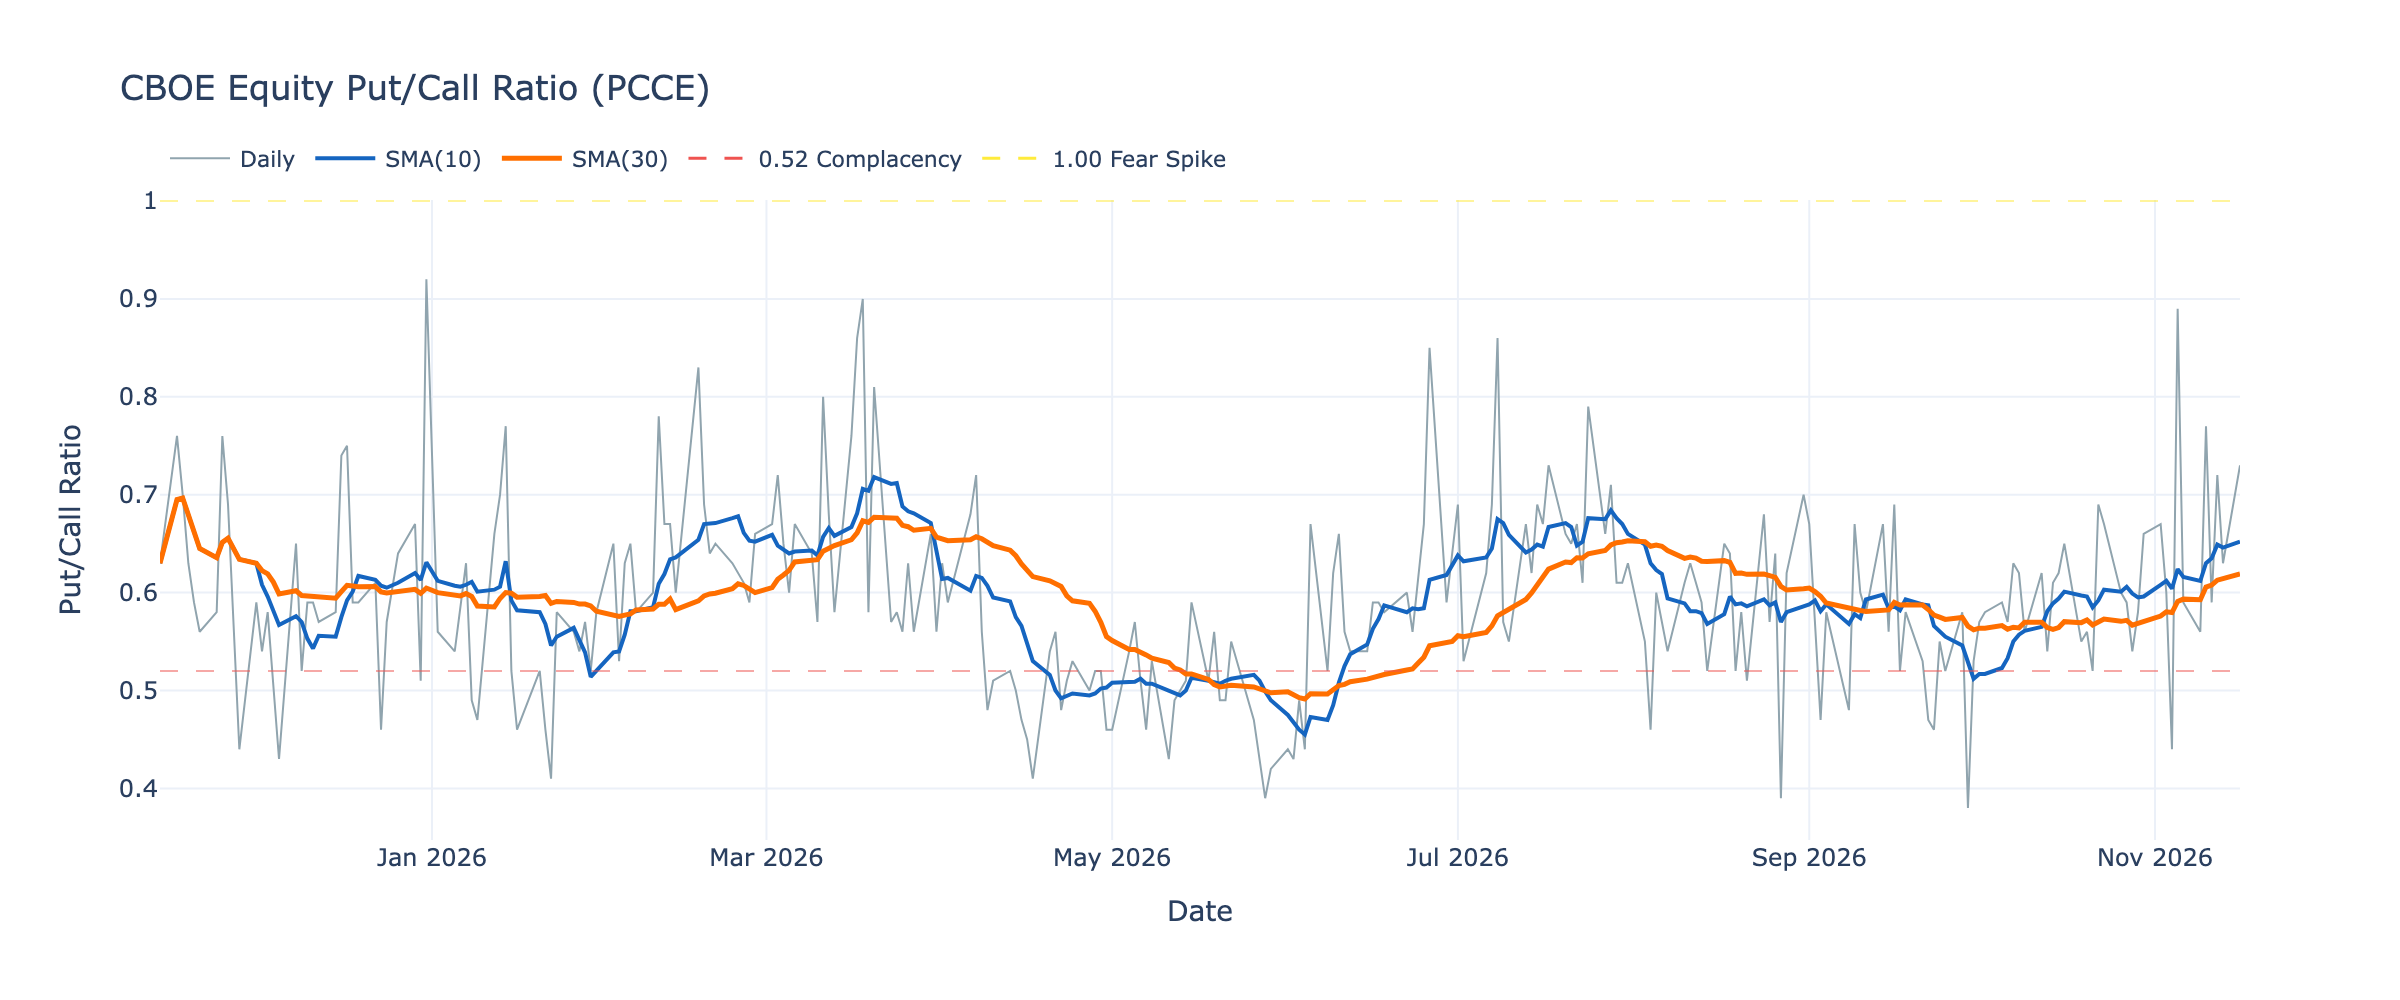 CBOE Equity Put/Call Ratio (PCCE)
Daily SMA(10) SMA(30) 0.52 Complacency 1.00 Fear Spike
1
0.9
0.8
0.7
0.6
0.5
0.4
Put/Call Ratio
Jan 2026 Mar 2026 May 2026 Jul 2026 Sep 2026 Nov 2026
Date